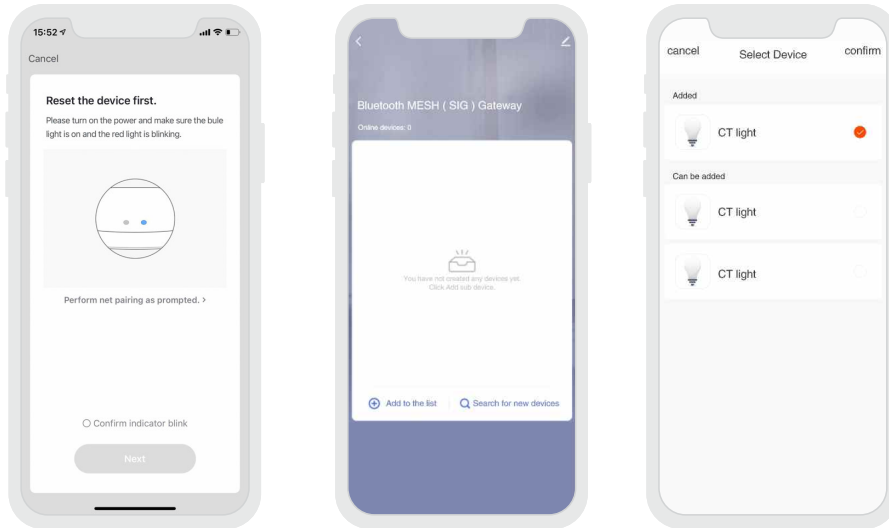 15:52
Cancel
Reset the device first.
Please turn on the power and make sure the bule
light is on and the red light is blinking.
Perform net pairing as prompted. >
Confirm indicator blink
Next
Bluetooth MESH ( SIG ) Gateway
Online devices: 0
You have not created any devices yet.
Click Add sub device.
Add to the list
Search for new devices
cancel
Select Device
confirm
Added
CT light
Can be added
CT light
CT light